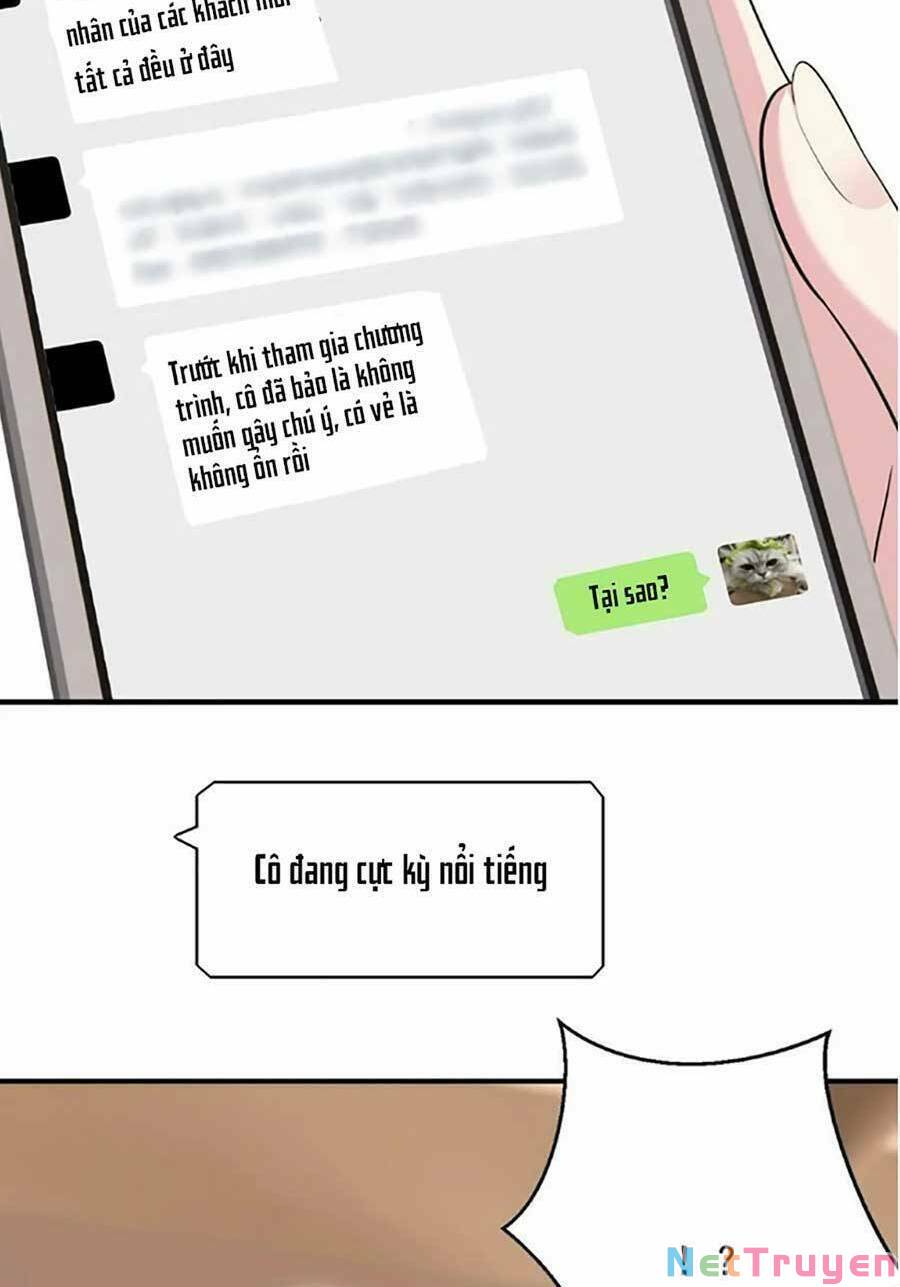 nhân của các khách mời
tất cả đều ở đây
Trước khi tham gia chương
trình, cô đã bảo là không
muốn gây chú ý, có vẻ là
không ổn rồi
Tại sao?
Cô đang cực kỳ nổi tiếng
! ?
NetTruyen